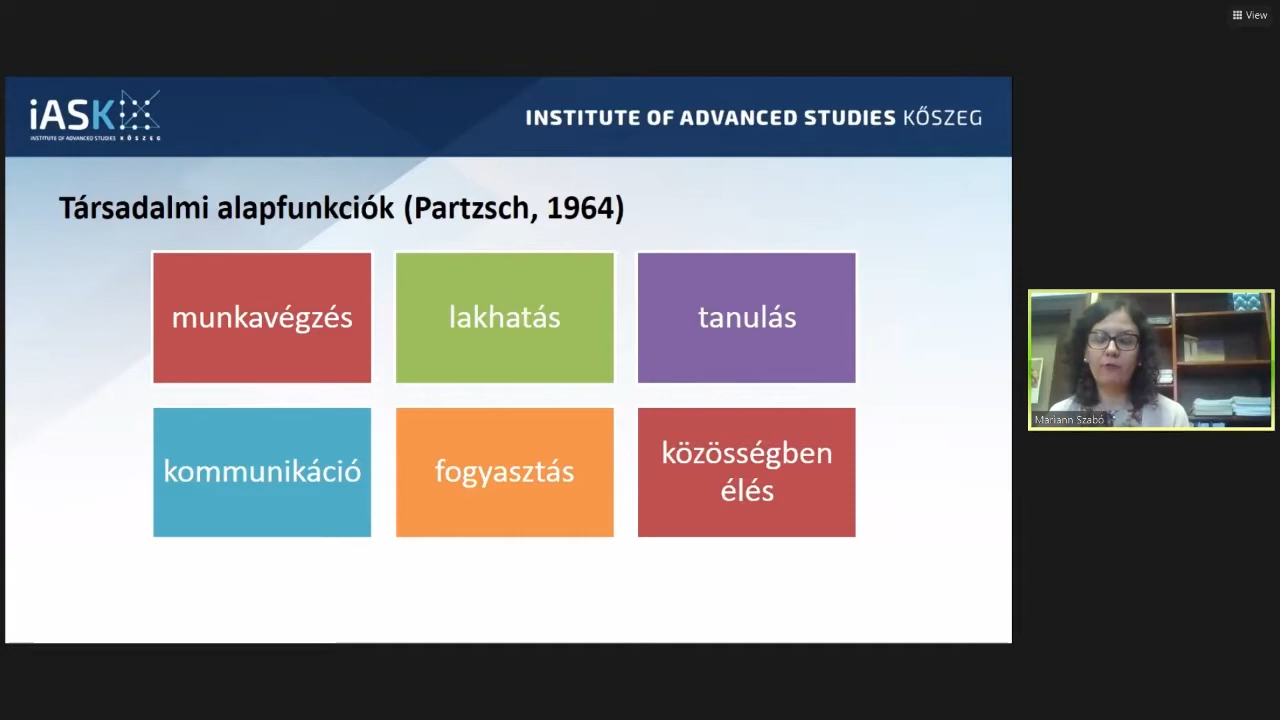 View
iASK
INSTITUTE OF ADVANCED STUDIES KŐSZEG
INSTITUTE OF ADVANCED STUDIES KŐSZEG
Társadalmi alapfunkciók (Partzsch, 1964)
munkavégzés
lakhatás
tanulás
kommunikáció
fogyasztás
közösségben
élés
Mariann Szabó